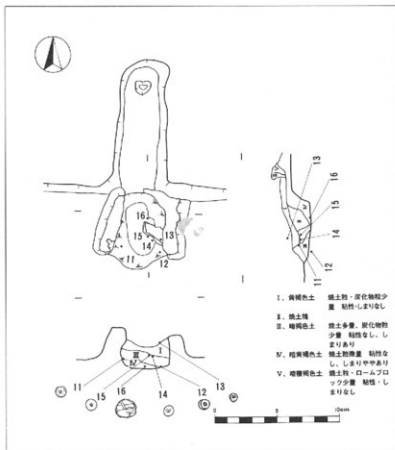 13
16
15
14
12
11
16
15
13
14
11
12
I、黄褐色土 焼土粒・炭化物粒少
量 粘性・しまりなし
II、焼土塊
III、暗褐色土 焼土多量、炭化物粒
少量 粘性なし、し
まりあり
IV、暗黄褐色土 焼土粒微量 粘性な
し、しまりややあり
V、暗褐色土 焼土粒・ロームブロ
ック少量 粘性・し
まりなし
I
III
IV
11
13
15
12
16
14
0
10cm